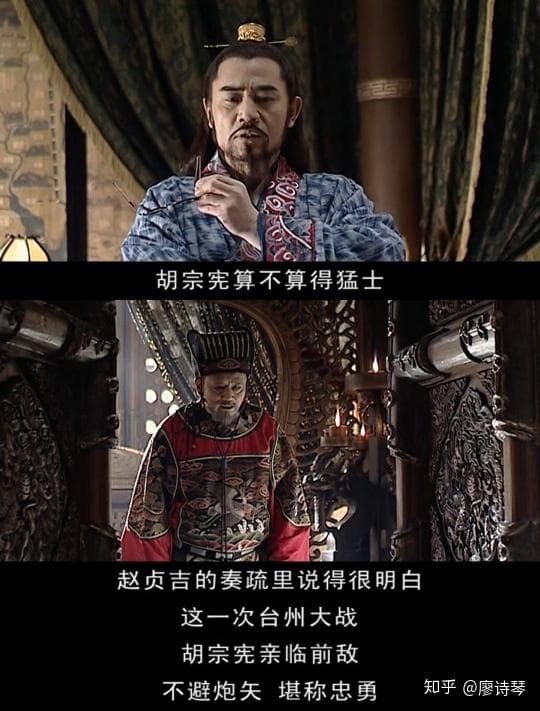 胡宗宪算不算得猛士
赵贞吉的奏疏里说得很明白
这一次台州大战
胡宗宪亲临前敌
不避炮矢 堪称忠勇
知乎 @廖诗琴